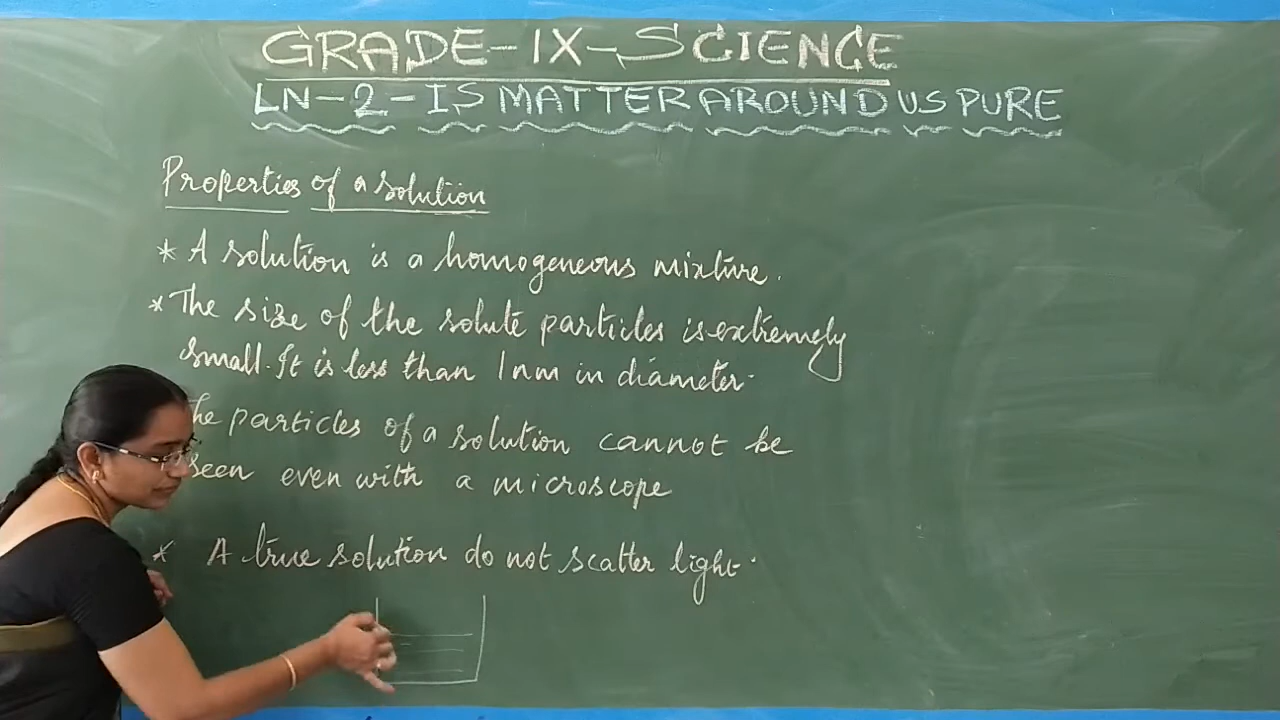 GRADE-IX-SCIENCE
LN-2-IS MATTER AROUND US PURE
Properties of a solution
* A solution is a homogeneous mixture.
* The size of the solute particles is extremely
small. It is less than 1nm in diameter.
The particles of a solution cannot be
seen even with a microscope
* A true solution do not scatter light.